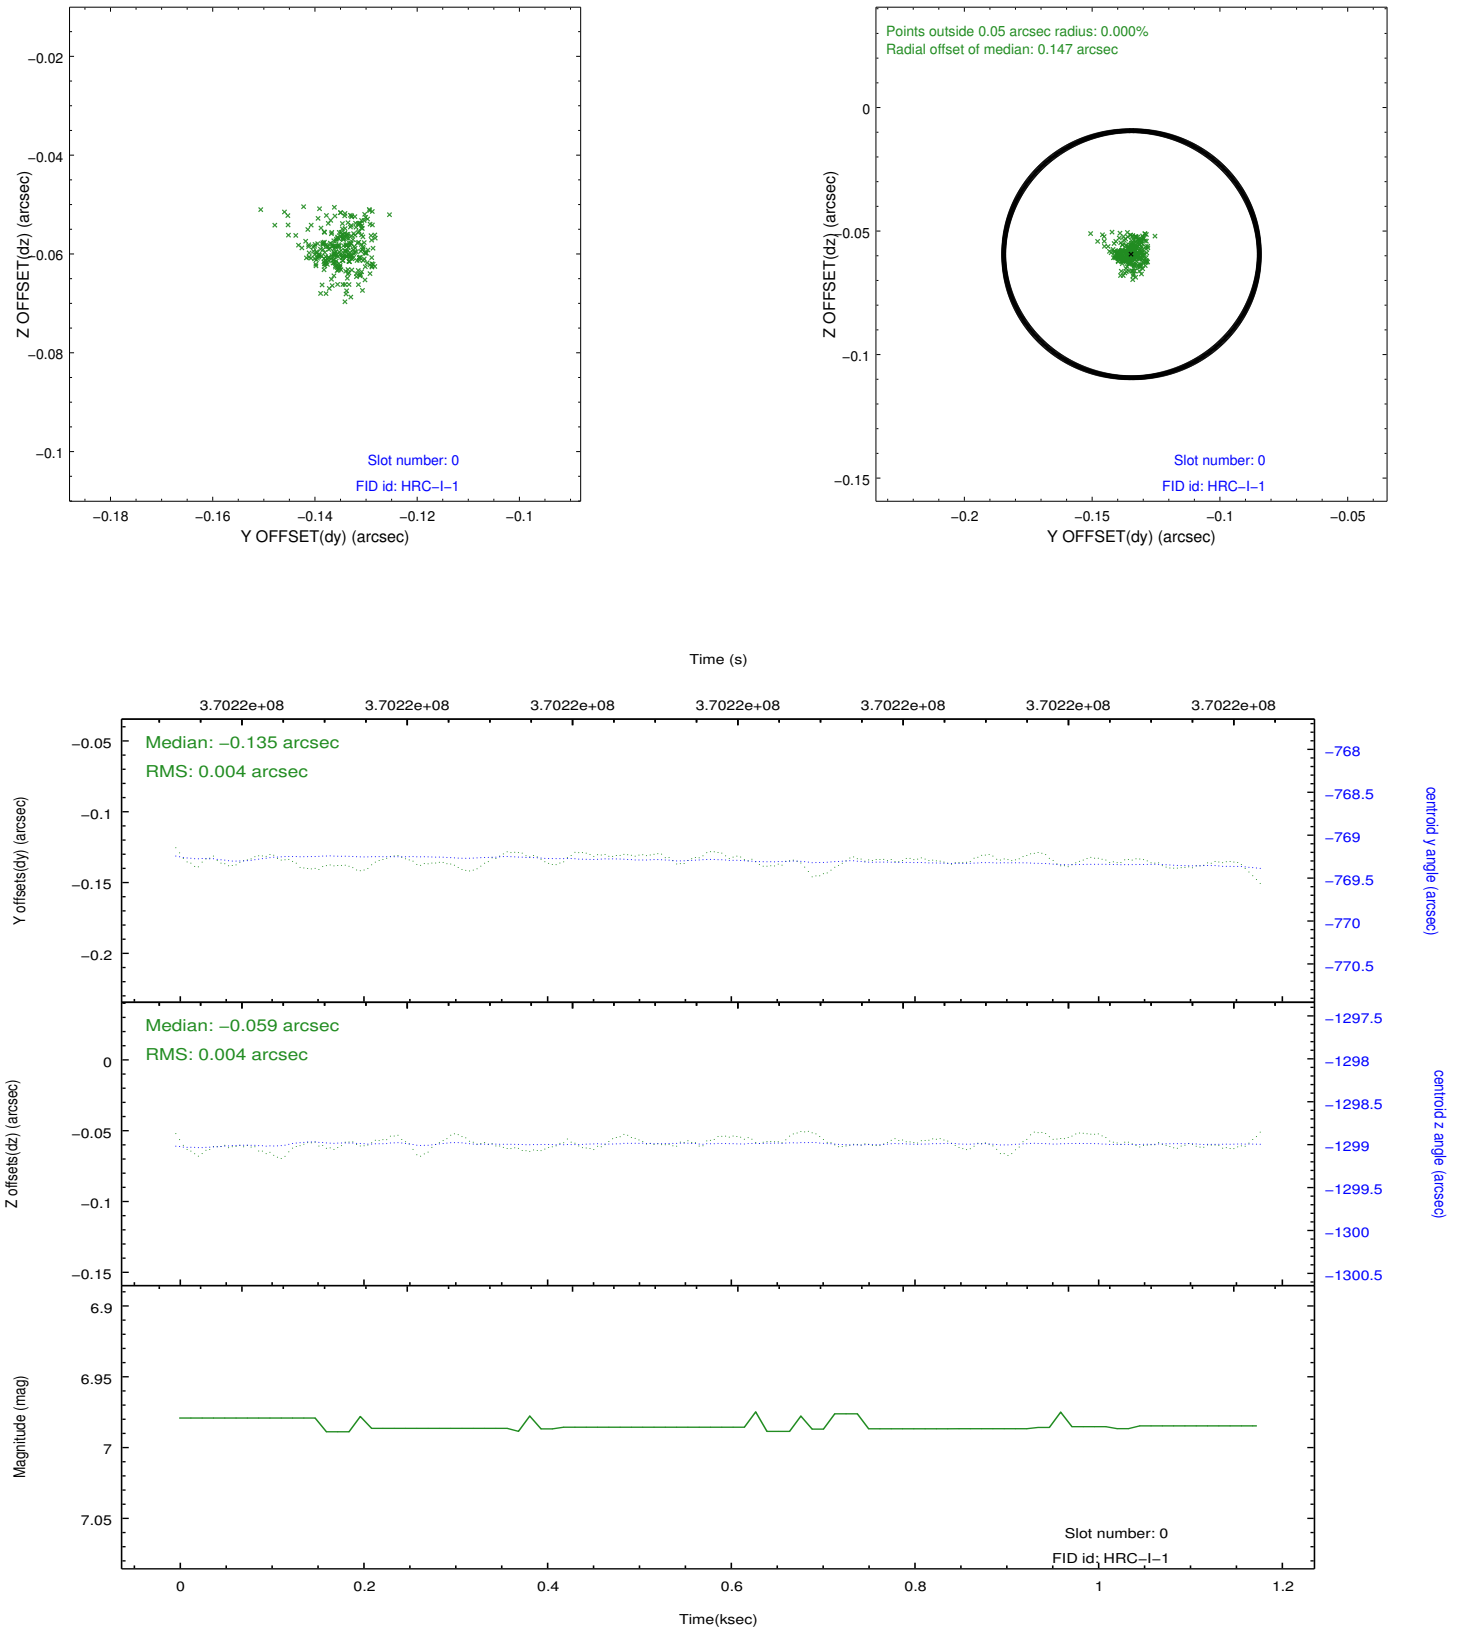 −0.02
−0.04
−0.06
−0.08
−0.1
Z OFFSET(dz) (arcsec)
Slot number: 0
FID id: HRC−I−1
−0.18 −0.16 −0.14 −0.12 −0.1
Y OFFSET(dy) (arcsec)
Points outside 0.05 arcsec radius: 0.000%
Radial offset of median: 0.147 arcsec
0
−0.05
−0.1
−0.15
Z OFFSET(dz) (arcsec)
Slot number: 0
FID id: HRC−I−1
−0.2 −0.15 −0.1 −0.05
Y OFFSET(dy) (arcsec)
Time (s)
3.7022e+08 3.7022e+08 3.7022e+08 3.7022e+08 3.7022e+08 3.7022e+08 3.7022e+08
Median: −0.135 arcsec
RMS: 0.004 arcsec
−0.05
−0.1
−0.15
−0.2
Y offsets(dy) (arcsec)
−768
−768.5
−769
−769.5
−770
−770.5
centroid y angle (arcsec)
Median: −0.059 arcsec
RMS: 0.004 arcsec
0
−0.05
−0.1
−0.15
Z offsets(dz) (arcsec)
−1297.5
−1298
−1298.5
−1299
−1299.5
−1300
−1300.5
centroid z angle (arcsec)
6.9
6.95
7
7.05
Magnitude (mag)
Slot number: 0
FID id: HRC−I−1
0 0.2 0.4 0.6 0.8 1 1.2
Time(ksec)